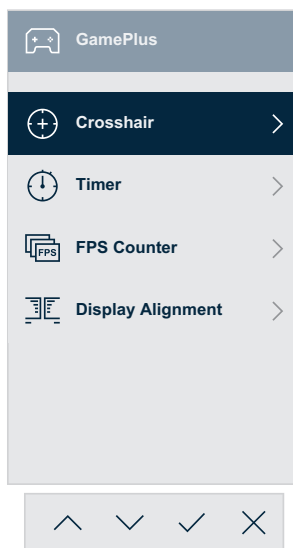 GamePlus
Crosshair
Timer
FPS
FPS Counter
Display Alignment